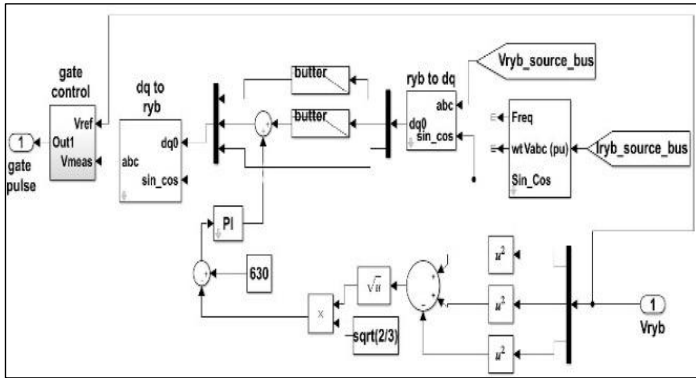 gate
control
Vref
Out1
Vmeas
1
gate
pulse
dq to
ryb
dq0
abc
sin_cos
butter
butter
ryb to dq
abc
dq0
sin_cos
Vryb_source_bus
Freq
wt Vabc (pu)
Sin_Cos
Iryb_source_bus
PI
630
√u
X
sqrt(2/3)
+
+
-
u²
u²
u²
1
Vryb